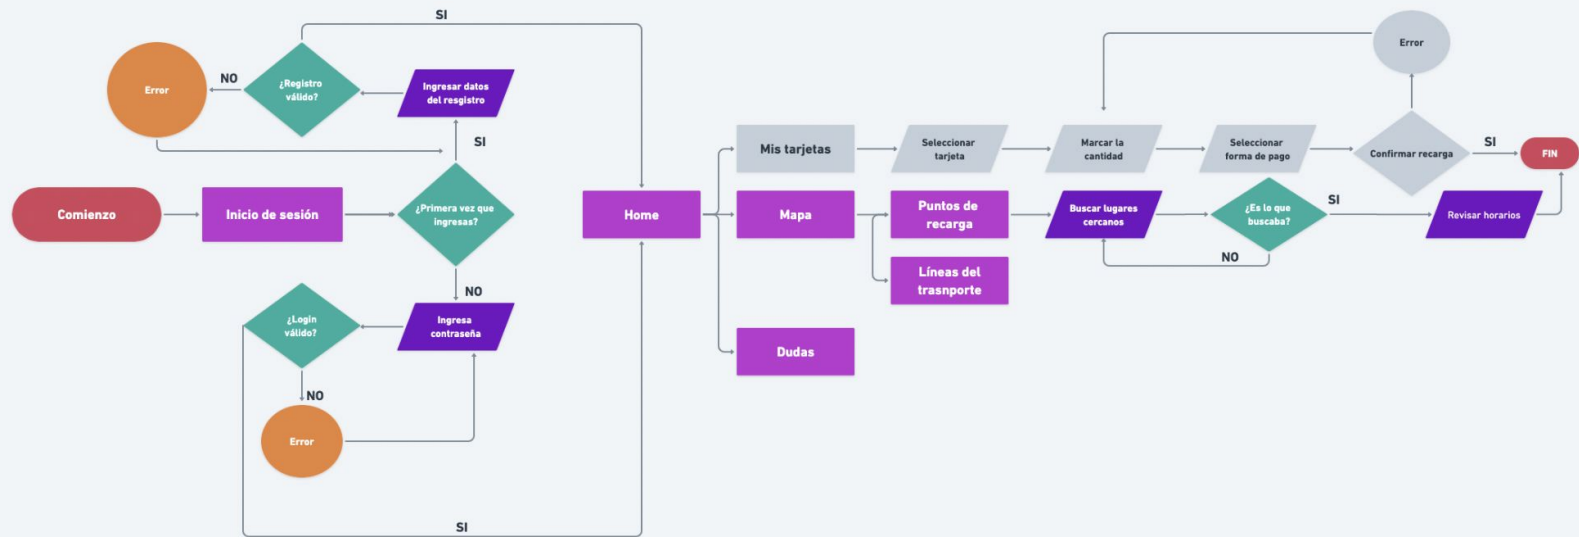 SI
Error
NO
¿Registro
válido?
Ingresar datos
del resgistro
SI
Comienzo
Inicio de sesión
¿Primera vez que
ingresas?
NO
¿Login
válido?
Ingresa
contraseña
NO
Error
SI
Home
Mis tarjetas
Seleccionar
tarjeta
Marcar la
cantidad
Seleccionar
forma de pago
Confirmar recarga
Error
SI
FIN
Mapa
Puntos de
recarga
Buscar lugares
cercanos
¿Es lo que
buscaba?
SI
NO
Revisar horarios
Líneas del
trasnporte
Dudas